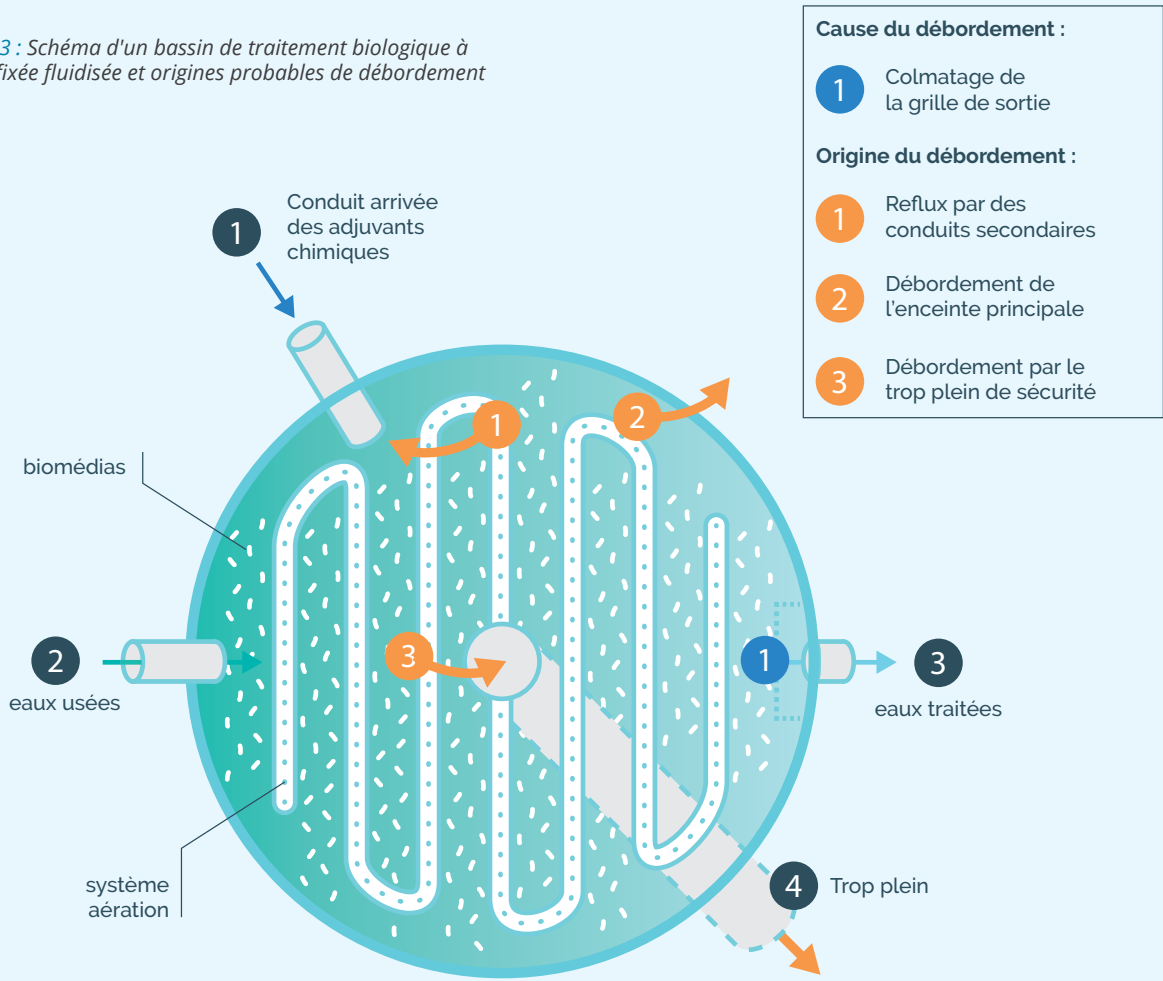 3 : Schéma d'un bassin de traitement biologique à
fixée fluidisée et origines probables de débordement
Cause du débordement :
1
Colmatage de
la grille de sortie
Origine du débordement :
1
Reflux par des
conduits secondaires
2
Débordement de
l'enceinte principale
3
Débordement par le
trop plein de sécurité
1
Conduit arrivée
des adjuvants
chimiques
1
2
biomédias
3
1
2
eaux usées
3
eaux traitées
système
aération
4
Trop plein